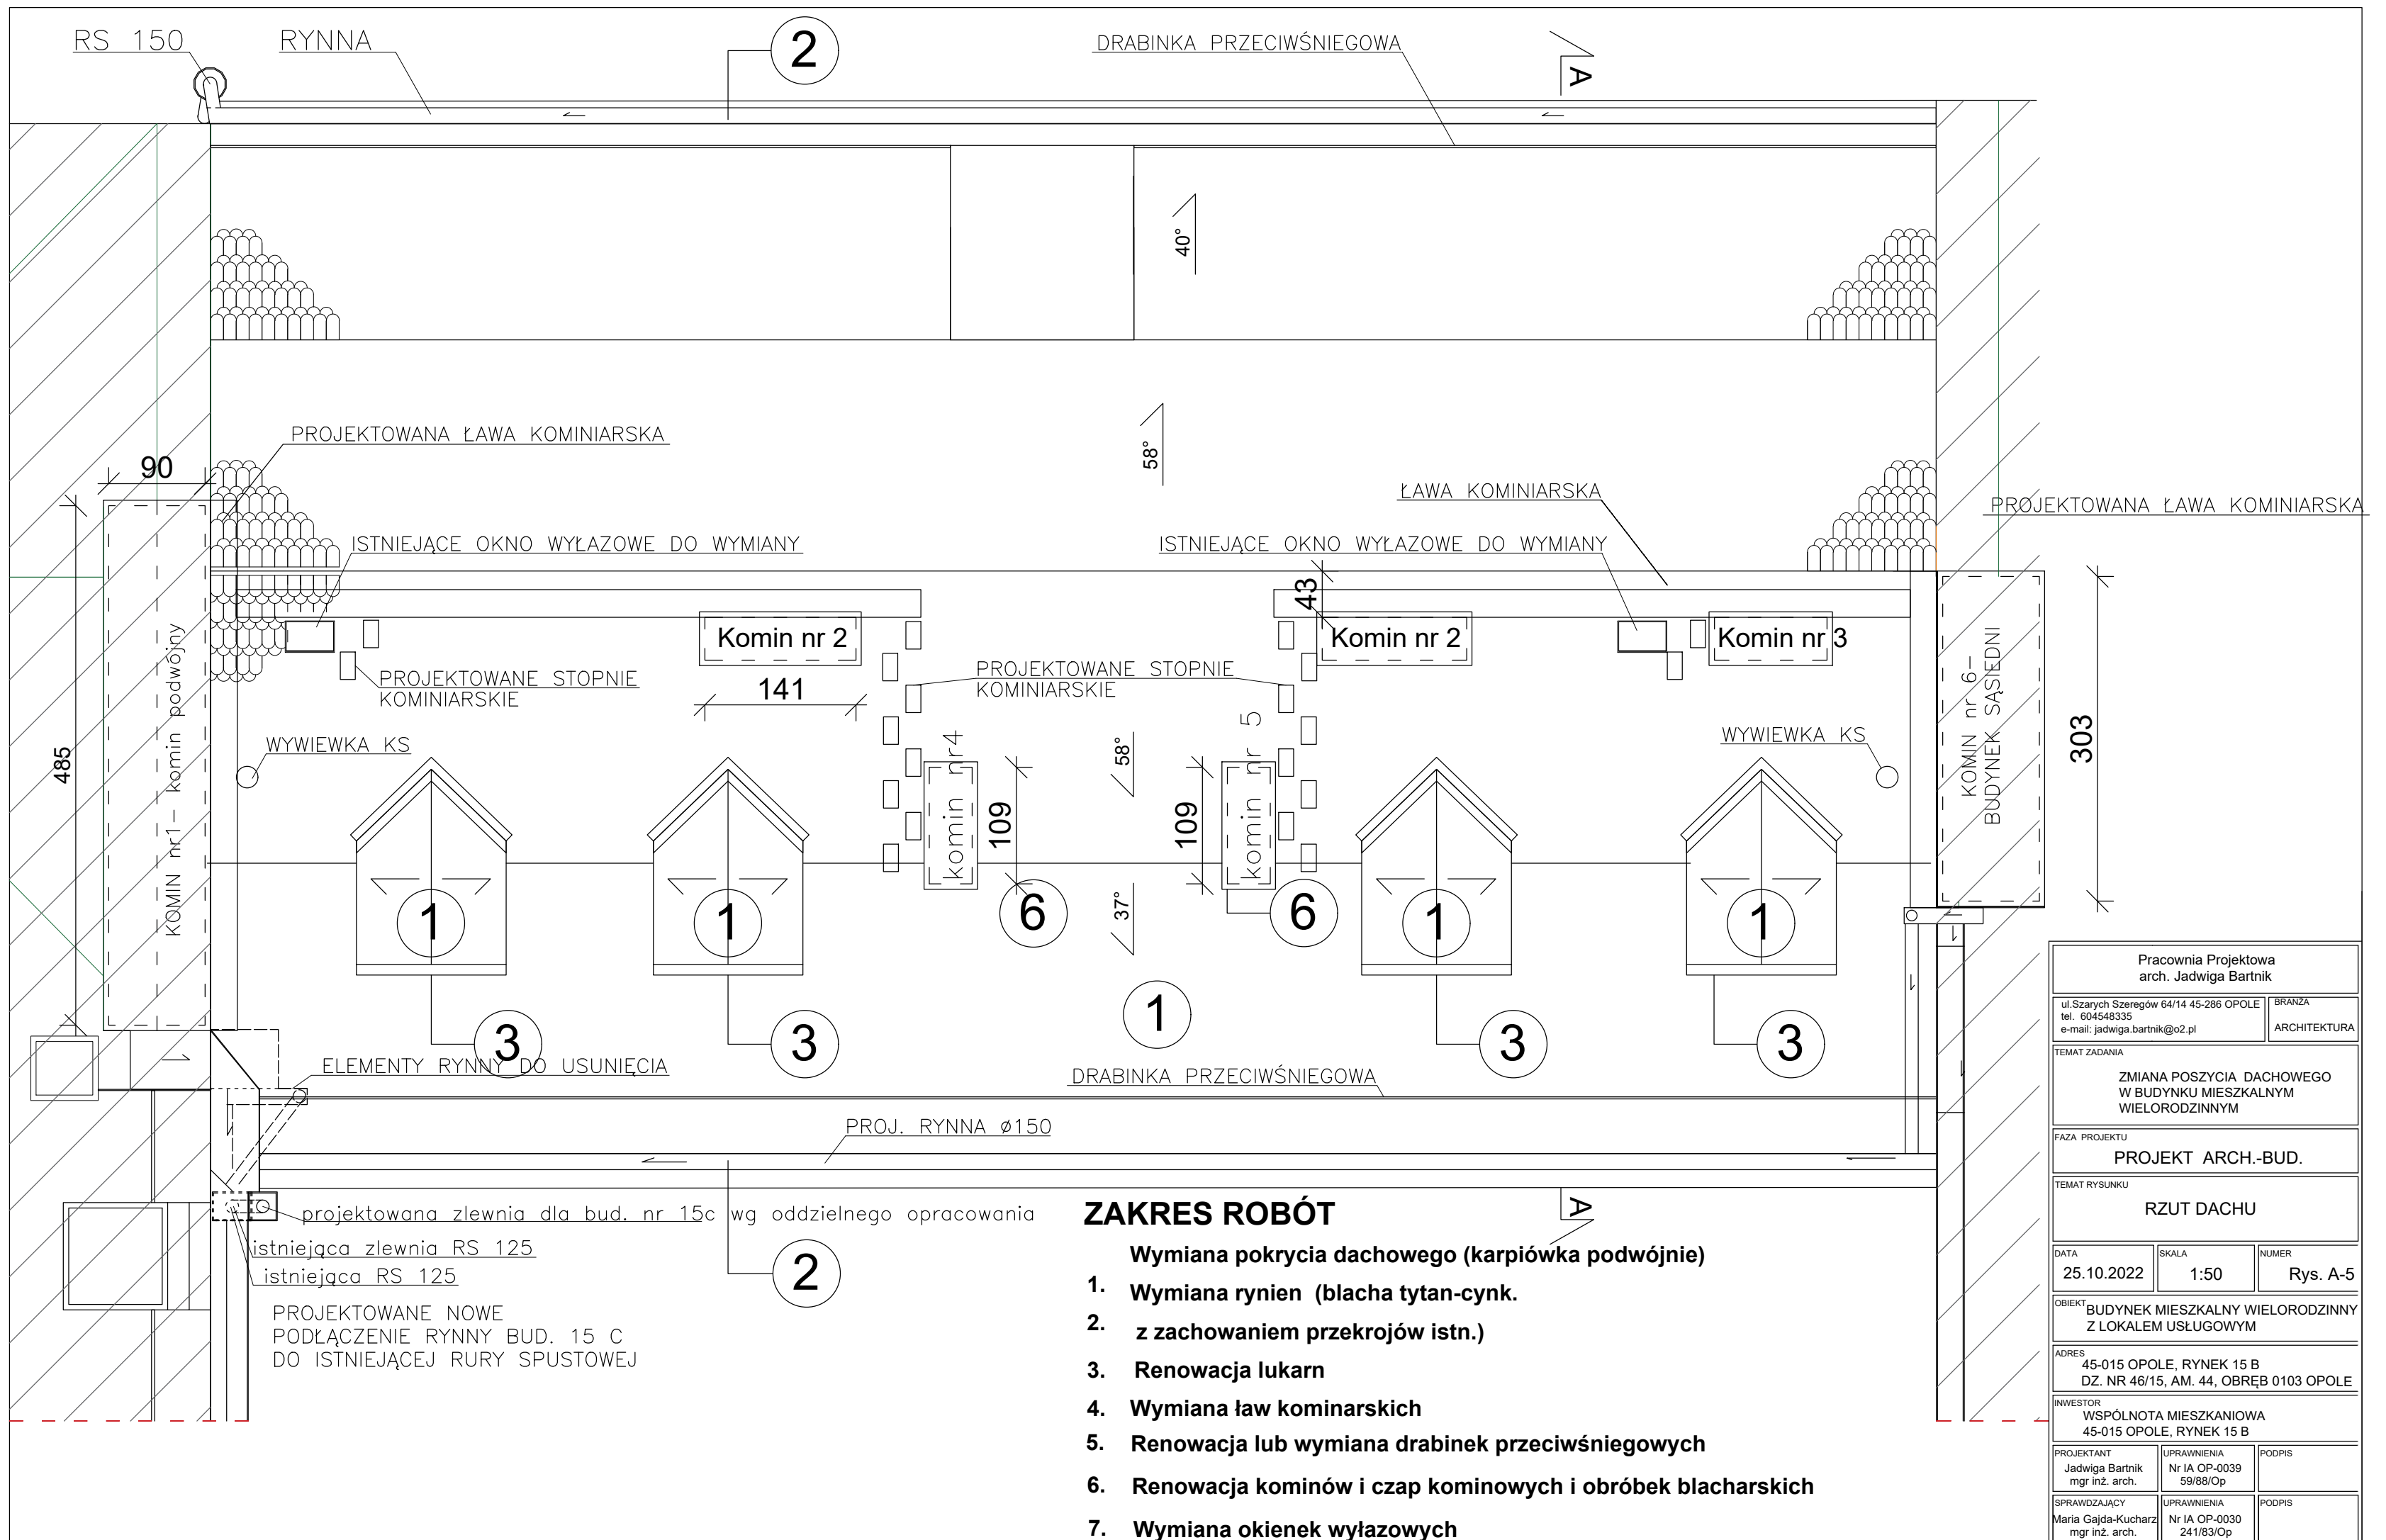 RS 150
RYNNA
2
DRABINKA PRZECIWŚNIEGOWA
A
40°
58°
PROJEKTOWANA ŁAWA KOMINIARSKA
90
ŁAWA KOMINIARSKA
PROJEKTOWANA ŁAWA KOMINIARSKA
ISTNIEJĄCE OKNO WYŁAZOWE DO WYMIANY
ISTNIEJĄCE OKNO WYŁAZOWE DO WYMIANY
43
Komin nr 2
Komin nr 2
Komin nr 3
PROJEKTOWANE STOPNIE
KOMINIARSKIE
141
PROJEKTOWANE STOPNIE
KOMINIARSKIE
485
KOMIN nr1- komin podwójny
WYWIEWKA KS
komin nr4
109
58°
109
komin nr 5
WYWIEWKA KS
KOMIN nr 6-
BUDYNEK SĄSIEDNI
303
1
1
6
37°
6
1
1
3
3
1
3
3
ELEMENTY RYNNY DO USUNIĘCIA
DRABINKA PRZECIWŚNIEGOWA
PROJ. RYNNA ø150
projektowana zlewnia dla bud. nr 15c wg oddzielnego opracowania
istniejąca zlewnia RS 125
istniejąca RS 125
2
A
PROJEKTOWANE NOWE
PODŁĄCZENIE RYNNY BUD. 15 C
DO ISTNIEJĄCEJ RURY SPUSTOWEJ
ZAKRES ROBÓT
Wymiana pokrycia dachowego (karpiówka podwójnie)
1. Wymiana rynien (blacha tytan-cynk.
2. z zachowaniem przekrojów istn.)
3. Renowacja lukarn
4. Wymiana ław kominarskich
5. Renowacja lub wymiana drabinek przeciwśniegowych
6. Renowacja kominów i czap kominowych i obróbek blacharskich
7. Wymiana okienek wyłazowych
Pracownia Projektowa
arch. Jadwiga Bartnik
ul.Szarych Szeregów 64/14 45-286 OPOLE
tel. 604548335
e-mail: jadwiga.bartnik@o2.pl
BRANŻA
ARCHITEKTURA
TEMAT ZADANIA
ZMIANA POSZYCIA DACHOWEGO
W BUDYNKU MIESZKALNYM
WIELORODZINNYM
FAZA PROJEKTU
PROJEKT ARCH.-BUD.
TEMAT RYSUNKU
RZUT DACHU
DATA
25.10.2022
SKALA
1:50
NUMER
Rys. A-5
OBIEKT
BUDYNEK MIESZKALNY WIELORODZINNY
Z LOKALEM USŁUGOWYM
ADRES
45-015 OPOLE, RYNEK 15 B
DZ. NR 46/15, AM. 44, OBRĘB 0103 OPOLE
INWESTOR
WSPÓLNOTA MIESZKANIOWA
45-015 OPOLE, RYNEK 15 B
PROJEKTANT
Jadwiga Bartnik
mgr inż. arch.
UPRAWNIENIA
Nr IA OP-0039
59/88/Op
PODPIS
SPRAWDZAJĄCY
Maria Gajda-Kucharz
mgr inż. arch.
UPRAWNIENIA
Nr IA OP-0030
241/83/Op
PODPIS